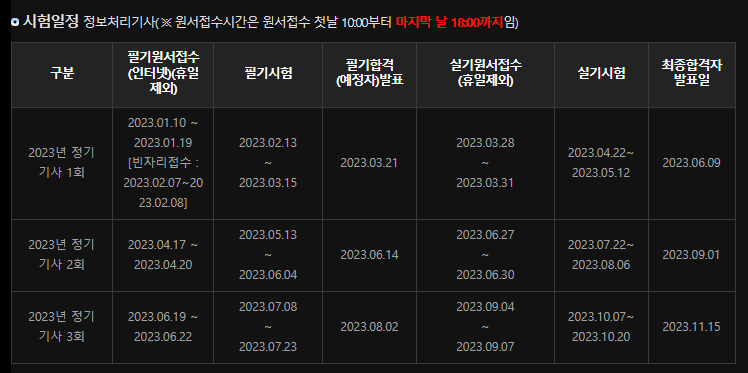 시험일정 정보처리기사(※ 원서접수시간은 원서접수 첫날 10:00부터 마지막 날 18:00까지임)
구분
필기원서접수
(인터넷)(휴일
제외)
필기시험
필기합격
(예정자)발표
실기원서접수
(휴일제외)
실기시험
최종합격자
발표일
2023년 정기
기사 1회
2023.01.10 ~
2023.01.19
[빈자리접수 :
2023.02.07~20
23.02.08]
2023.02.13
~
2023.03.15
2023.03.21
2023.03.28
~
2023.03.31
2023.04.22~
2023.05.12
2023.06.09
2023년 정기
기사 2회
2023.04.17 ~
2023.04.20
2023.05.13
~
2023.06.04
2023.06.14
2023.06.27
~
2023.06.30
2023.07.22~
2023.08.06
2023.09.01
2023년 정기
기사 3회
2023.06.19 ~
2023.06.22
2023.07.08
~
2023.07.23
2023.08.02
2023.09.04
~
2023.09.07
2023.10.07~
2023.10.20
2023.11.15